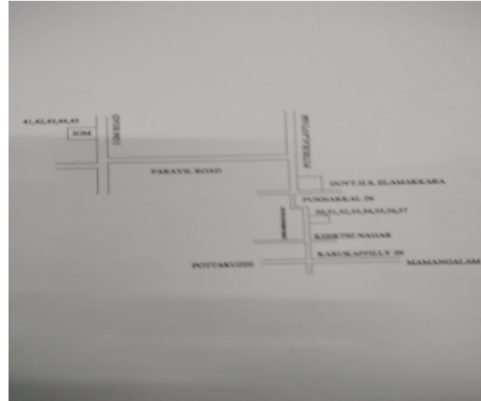 41,42,43,44,45
PARAYIL ROAD
GOVT.H.S, ELAMAKKARA
PUNNAKKAL JN
50,51,52,53,54,55,56,57
KEERTHI NAGAR
KARUKAPPILLY JN
POTTAKUZHI
MAMANGALAM